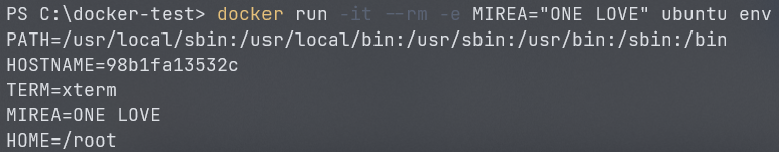 PS C:\docker-test> docker run -it --rm -e MIREA="ONE LOVE" ubuntu env
PATH=/usr/local/sbin:/usr/local/bin:/usr/sbin:/usr/bin:/sbin:/bin
HOSTNAME=98b1fa13532c
TERM=xterm
MIREA=ONE LOVE
HOME=/root